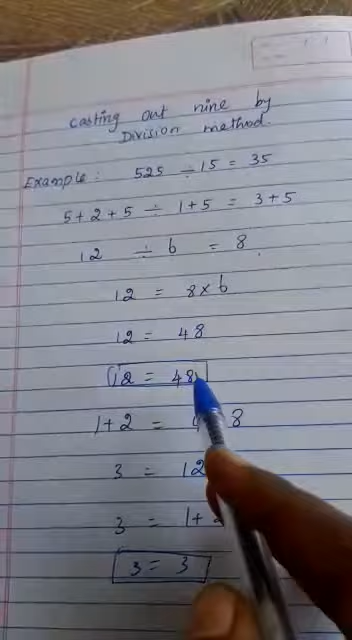 Casting out nine by
Division method
Example: 525 ÷ 15 = 35
5+2+5 ÷ 1+5 = 3+5
12 ÷ 6 = 8
12 = 8×6
12 = 48
12 = 48
1+2 = 8
3 = 12
3 = 1+
3 = 3